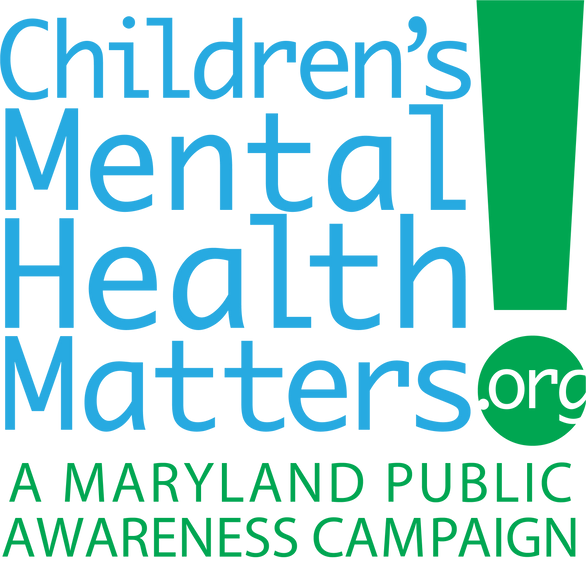 Children's
Mental
Health
Matters!
.org
A MARYLAND PUBLIC
AWARENESS CAMPAIGN